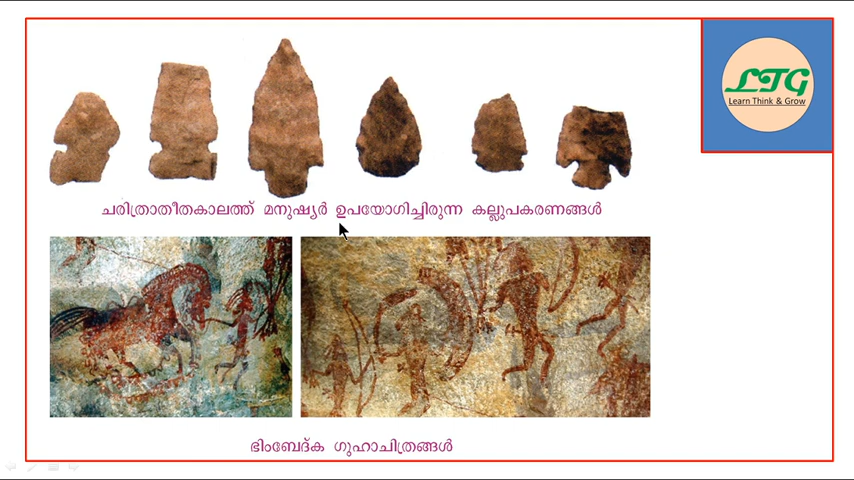 LTG
Learn Think & Grow
ചരിത്രാതീതകാലത്ത് മനുഷ്യർ ഉപയോഗിച്ചിരുന്ന കല്ലുപകരണങ്ങൾ
ഭിംബേദ്ക ഗുഹാചിത്രങ്ങൾ